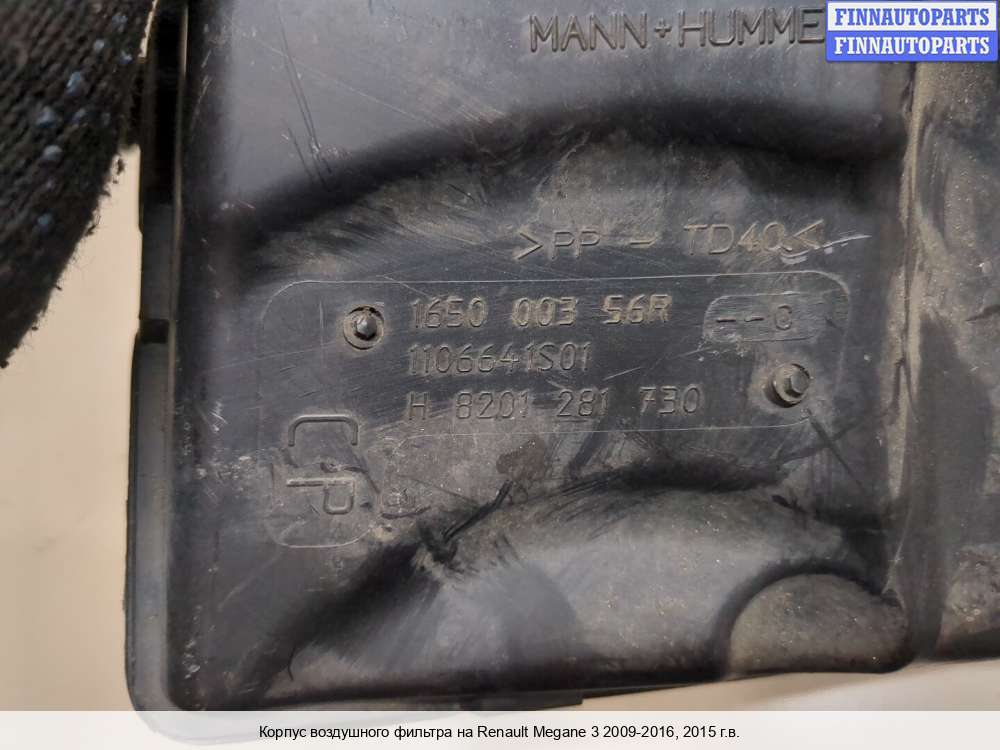 MANN+HUMME
FINNAUTOPARTS
FINNAUTOPARTS
>PP - TD40<
1650 003 56R
--C
1106641S01
H 8201 281 730
Корпус воздушного фильтра на Renault Megane 3 2009-2016, 2015 г.в.